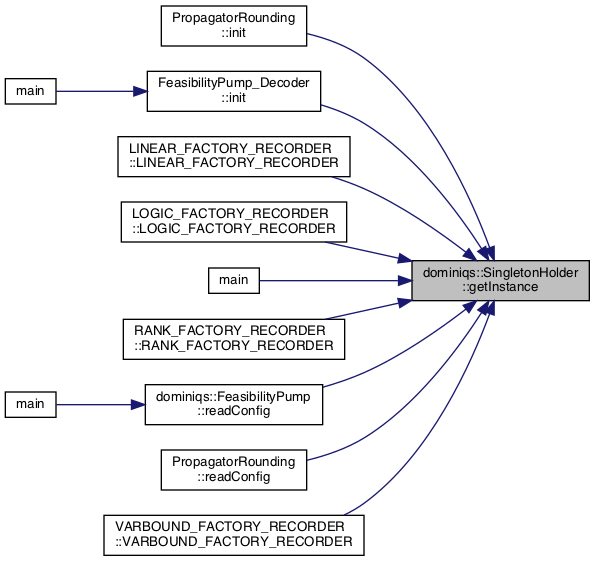 PropagatorRounding
::init
main
FeasibilityPump_Decoder
::init
LINEAR_FACTORY_RECORDER
::LINEAR_FACTORY_RECORDER
LOGIC_FACTORY_RECORDER
::LOGIC_FACTORY_RECORDER
dominiqs::SingletonHolder
::getInstance
main
RANK_FACTORY_RECORDER
::RANK_FACTORY_RECORDER
main
dominiqs::FeasibilityPump
::readConfig
PropagatorRounding
::readConfig
VARBOUND_FACTORY_RECORDER
::VARBOUND_FACTORY_RECORDER